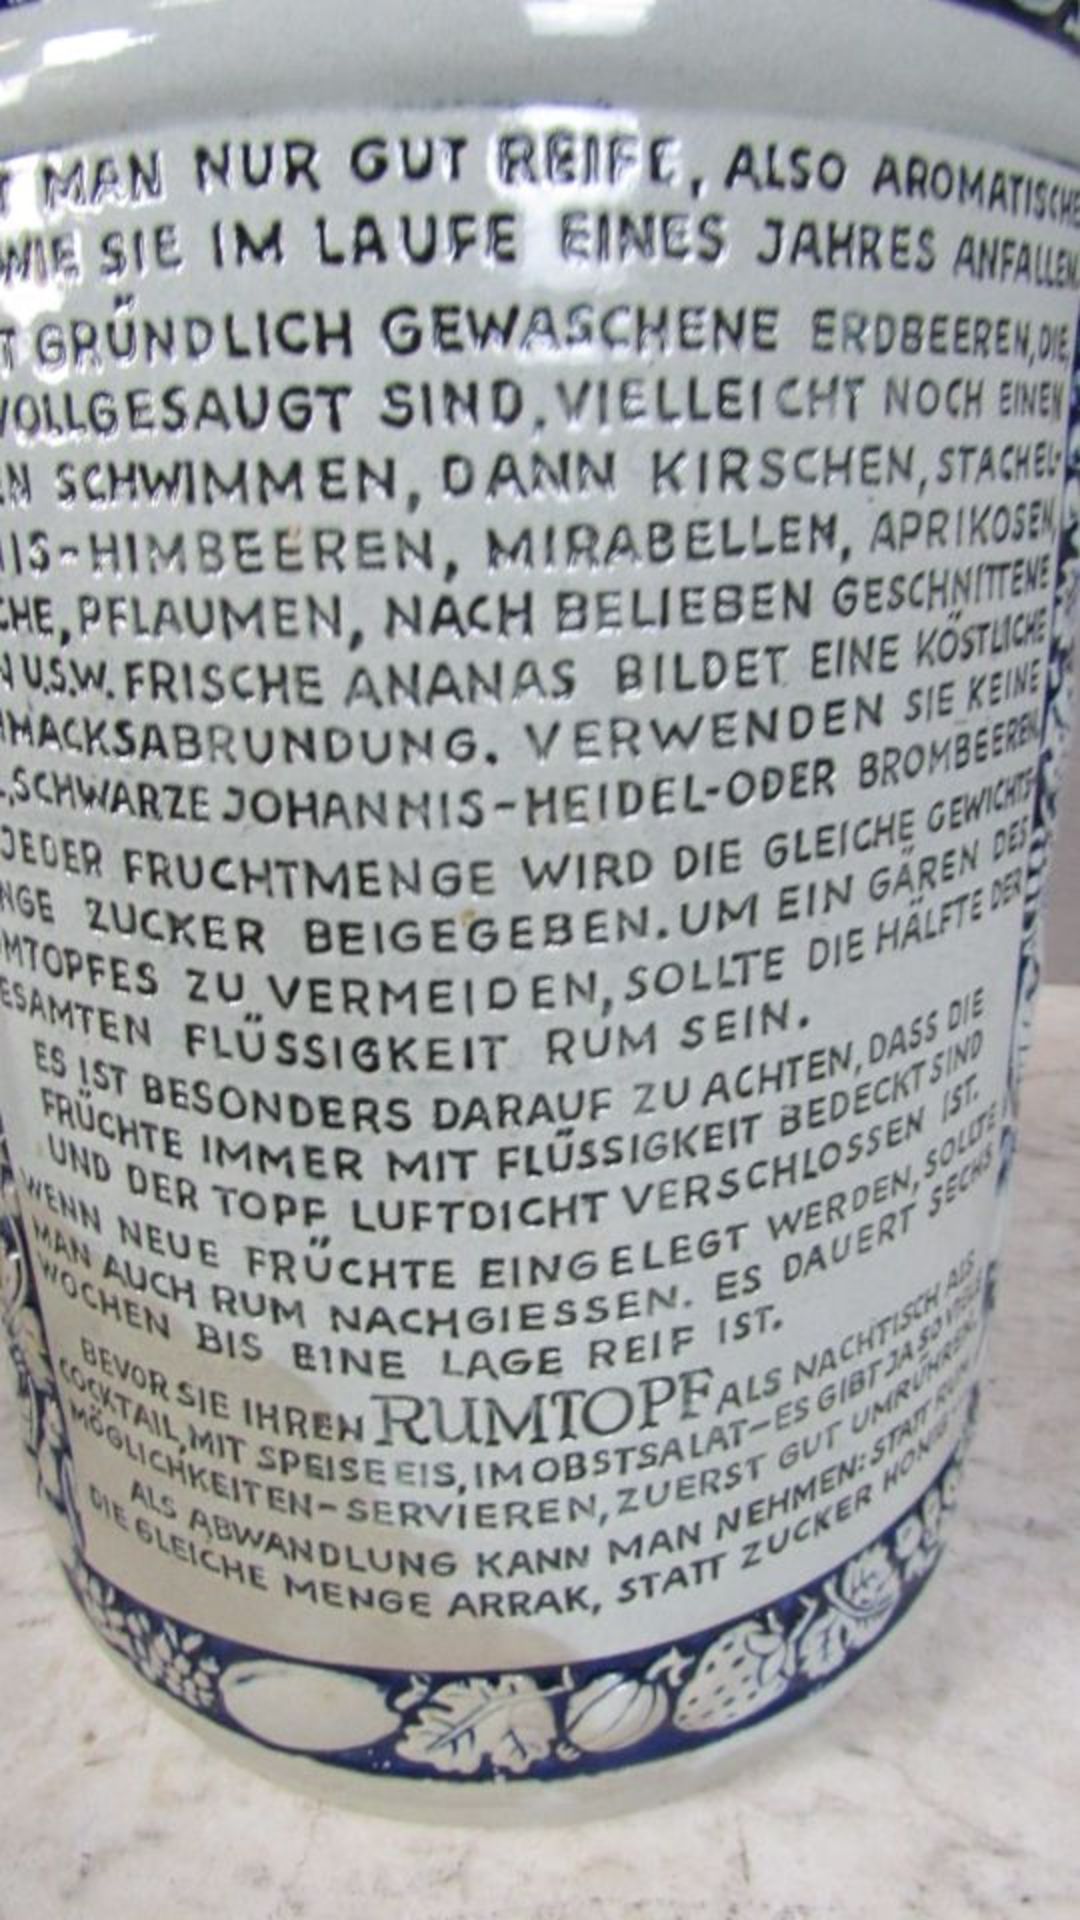 MAN NUR GUT REIFE, ALSO AROMATISCHE
WIE SIE IM LAUFE EINES JAHRES ANFALLEN.
GRÜNDLICH GEWASCHENE ERDBEEREN, DIE
VOLLGESAUGT SIND, VIELLEICHT NOCH EINEN
SCHWIMMEN, DANN KIRSCHEN, STACHEL-
NIS-HIMBEEREN, MIRABELLEN, APRIKOSEN,
CHE, PFLAUMEN, NACH BELIEBEN GESCHNITTENE
N U.S.W. FRISCHE ANANAS BILDET EINE KÖSTLICHE
HMACKSABRUNDUNG. VERWENDEN SIE KEINE
SCHWARZE JOHANNIS-HEIDEL-ODER BROMBEEREN.
JEDER FRUCHTMENGE WIRD DIE GLEICHE GEWICHTS-
NGE ZUCKER BEIGEGEBEN. UM EIN GÄREN DES
MTOPFES ZU VERMEIDEN, SOLLTE DIE HÄLFTE DER
ESAMTEN FLÜSSIGKEIT RUM SEIN.
ES IST BESONDERS DARAUF ZU ACHTEN, DASS DIE
FRÜCHTE IMMER MIT FLÜSSIGKEIT BEDECKT SIND
UND DER TOPF LUFTDICHT VERSCHLOSSEN IST.
WENN NEUE FRÜCHTE EINGELEGT WERDEN, SOLLTE
MAN AUCH RUM NACHGIESSEN. ES DAUERT SECHS
WOCHEN BIS EINE LAGE REIF IST.
BEVOR SIE IHREN RUMTOPF ALS NACHTISCH ALS
COCKTAIL, MIT SPEISEEIS, IM OBSTSALAT-ES GIBT JA SO VIELE
MÖGLICHKEITEN-SERVIEREN, ZUERST GUT UMRÜHREN.
ALS ABWANDLUNG KANN MAN NEHMEN: STATT RUM
DIE GLEICHE MENGE ARRAK, STATT ZUCKER HONIG